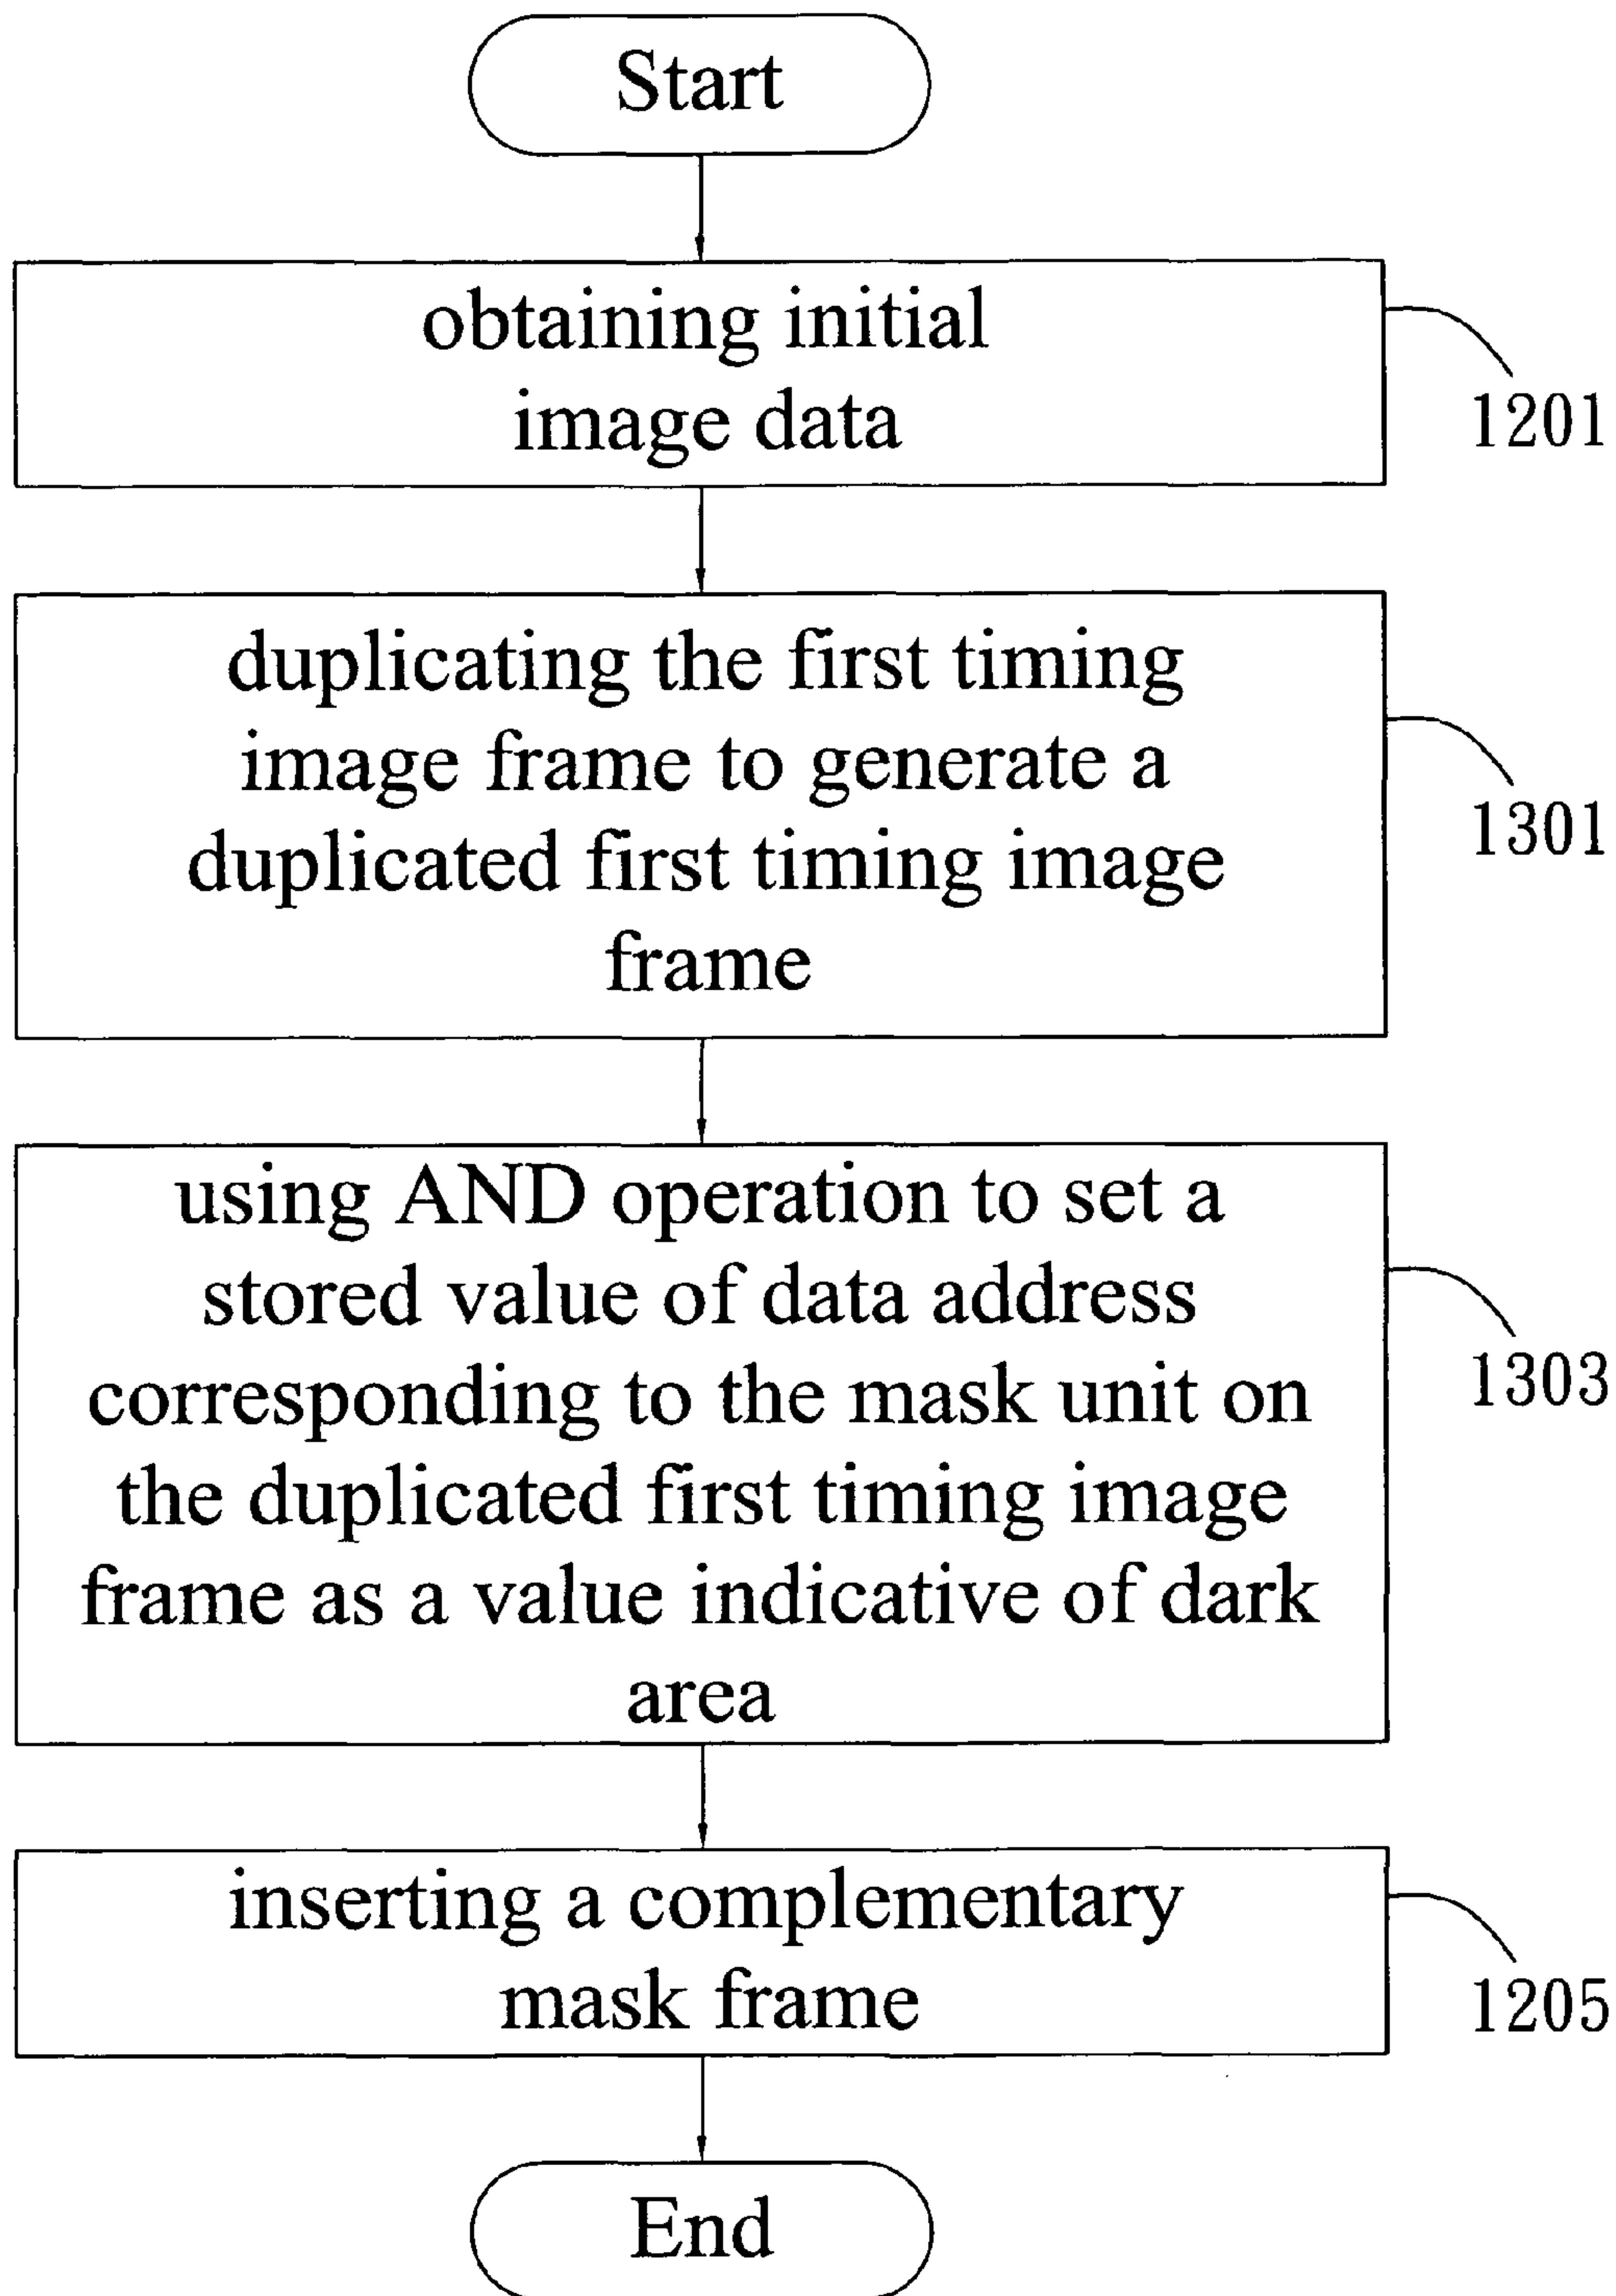 Start
obtaining initial
image data
1201
duplicating the first timing
image frame to generate a
duplicated first timing image
frame
1301
using AND operation to set a
stored value of data address
corresponding to the mask unit on
the duplicated first timing image
frame as a value indicative of dark
area
1303
inserting a complementary
mask frame
1205
End